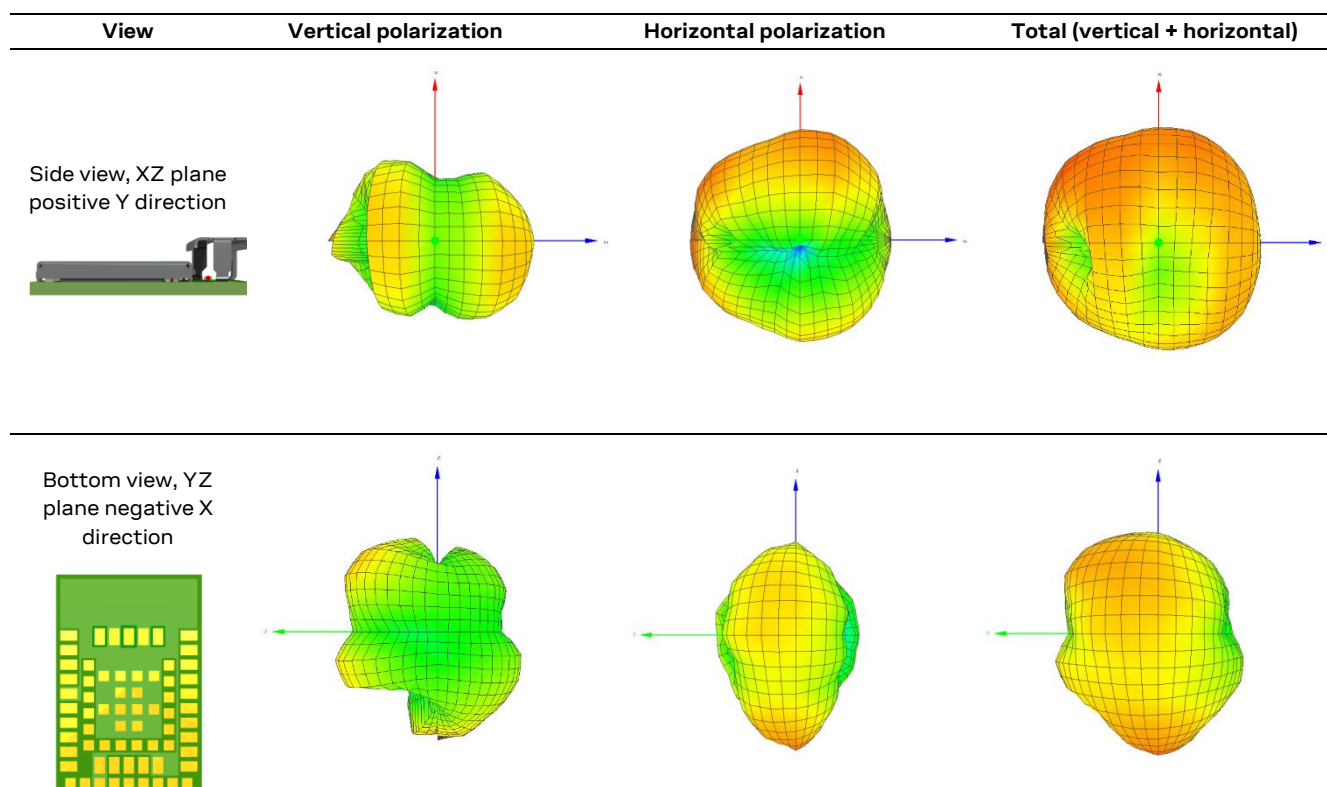 View Vertical polarization Horizontal polarization Total (vertical + horizontal)
Side view, XZ plane
positive Y direction
Bottom view, YZ
plane negative X
direction